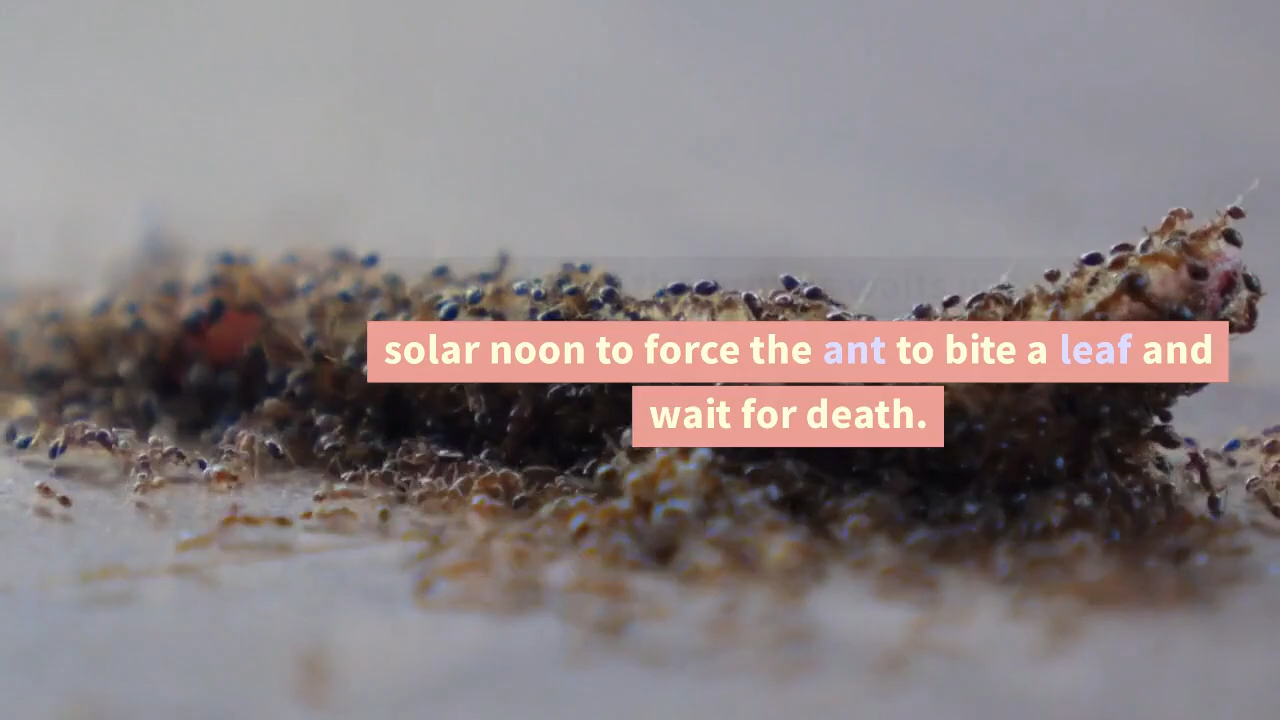 solar noon to force the ant to bite a leaf and
wait for death.